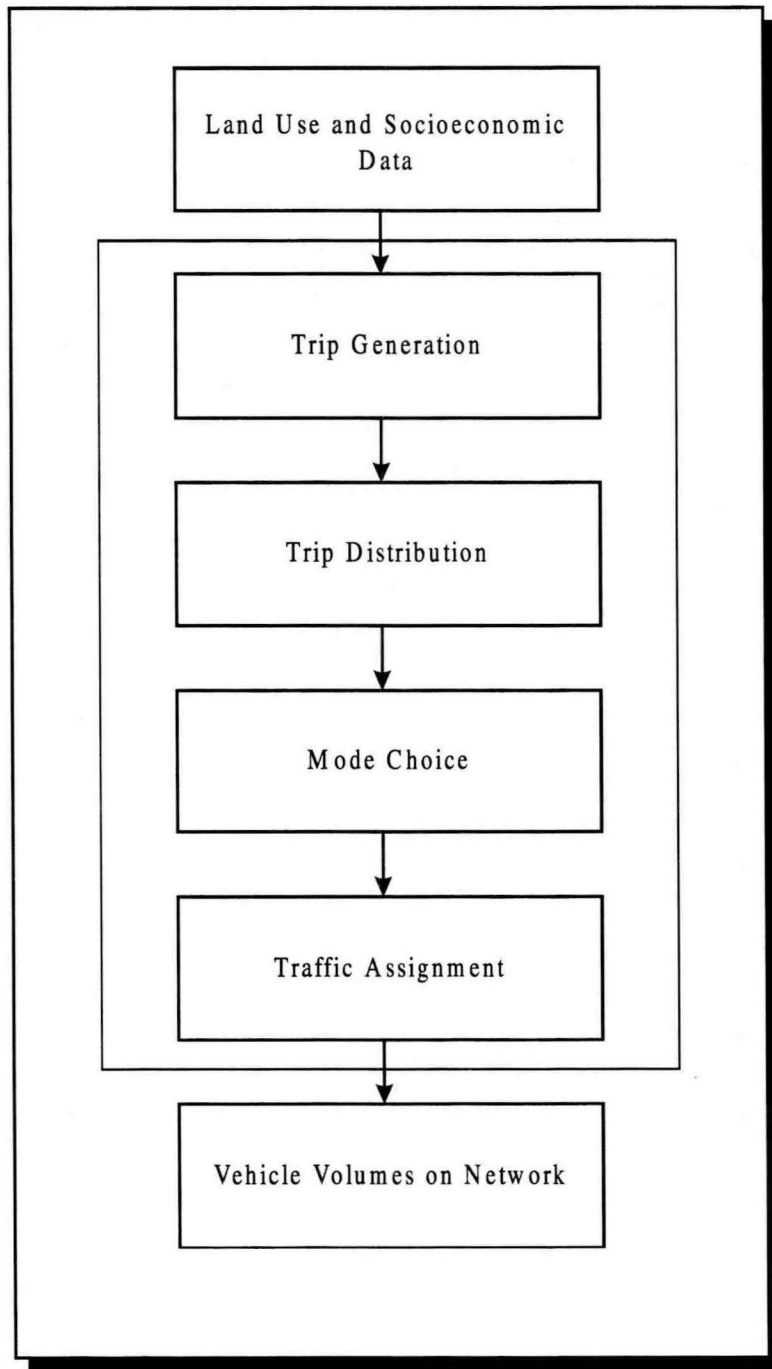 Land Use and Socioeconomic
Data
Trip Generation
Trip Distribution
Mode Choice
Traffic Assignment
Vehicle Volumes on Network